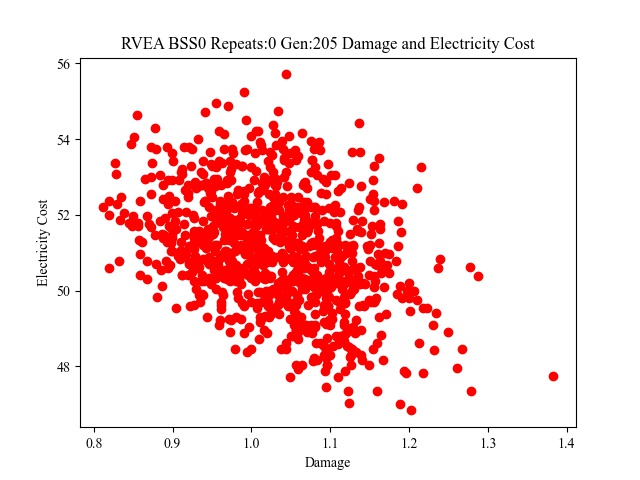 RVEA BSS0 Repeats:0 Gen:205 Damage and Electricity Cost
56
54
52
50
48
Electricity Cost
0.8 0.9 1.0 1.1 1.2 1.3 1.4
Damage